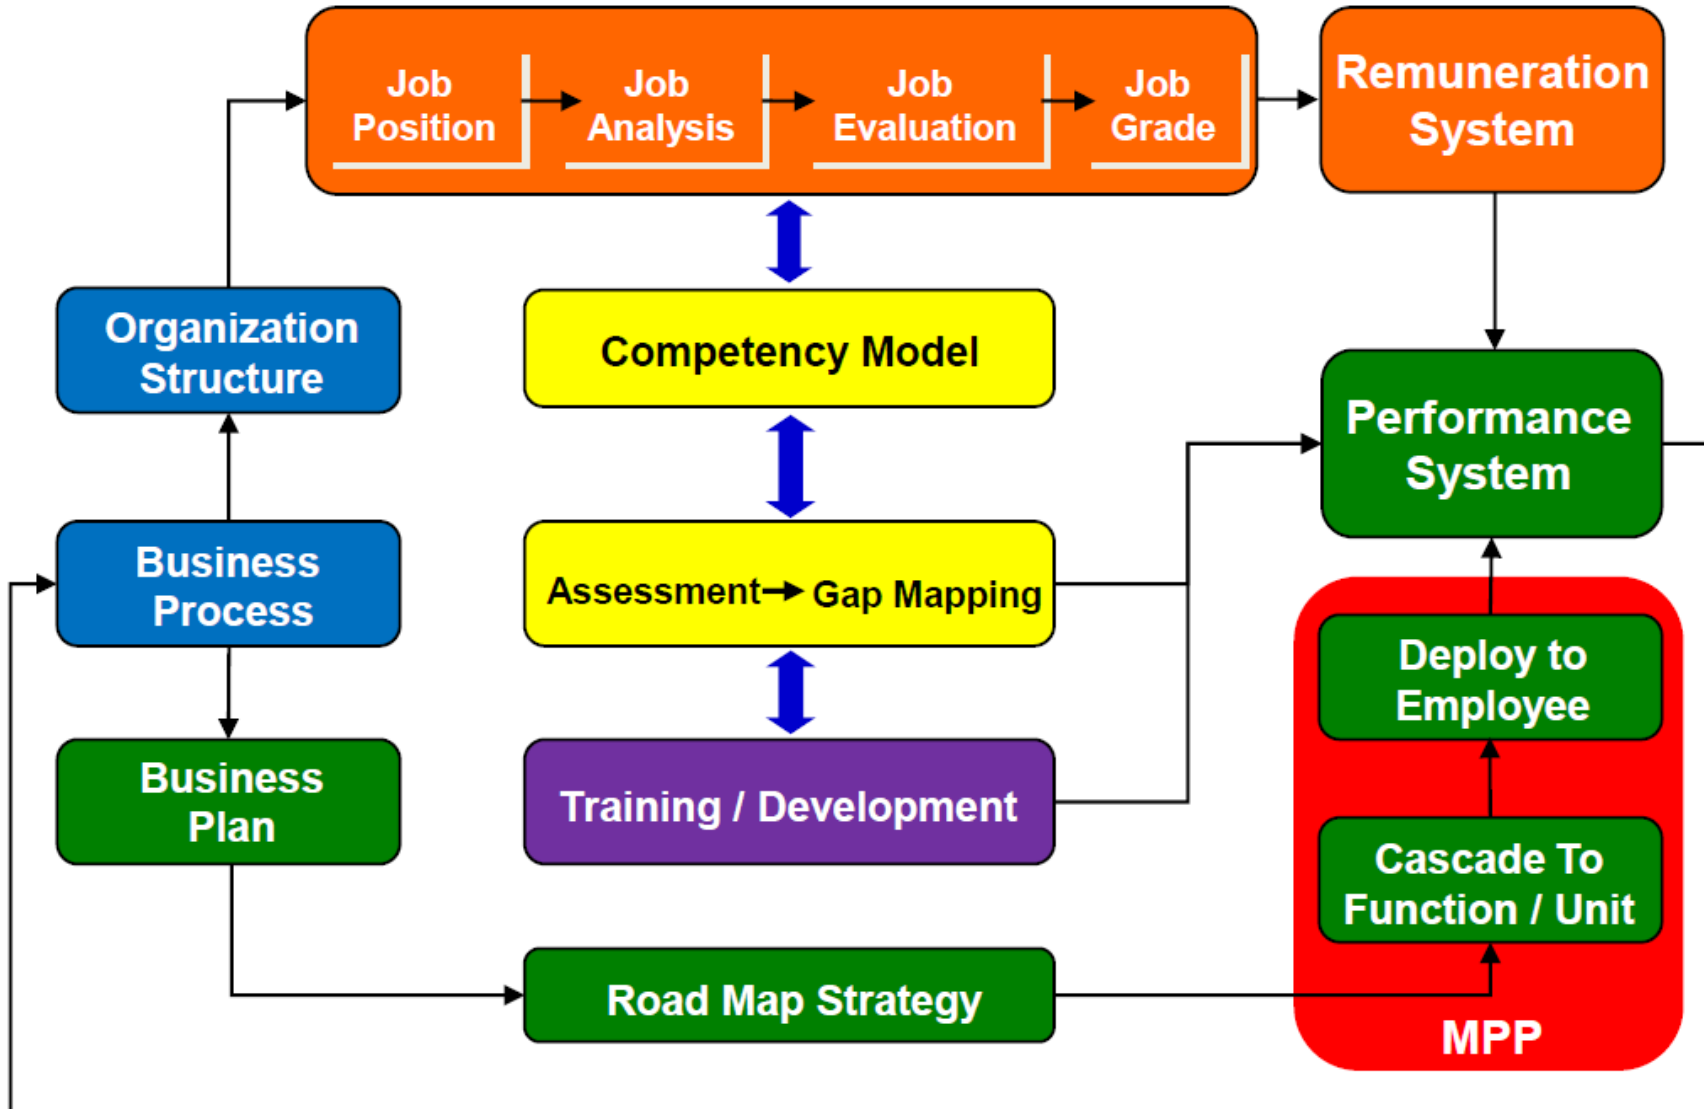 Job
Position
Job
Analysis
Job
Evaluation
Job
Grade
Remuneration
System
Organization
Structure
Competency Model
Performance
System
Business
Process
Assessment
Gap Mapping
Deploy to
Employee
Business
Plan
Training / Development
Cascade To
Function / Unit
Road Map Strategy
MPP